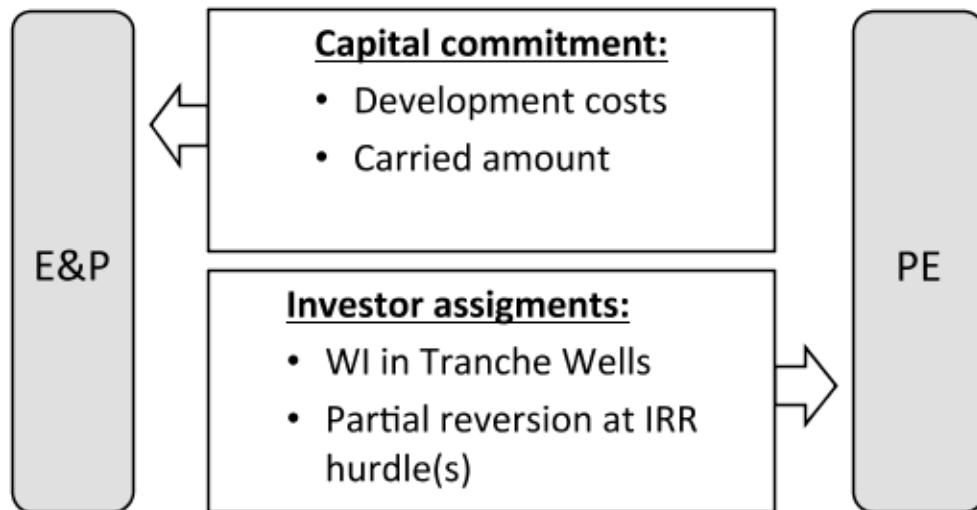 E&P
Capital commitment:
• Development costs
• Carried amount
Investor assigments:
• WI in Tranche Wells
• Partial reversion at IRR
hurdle(s)
PE